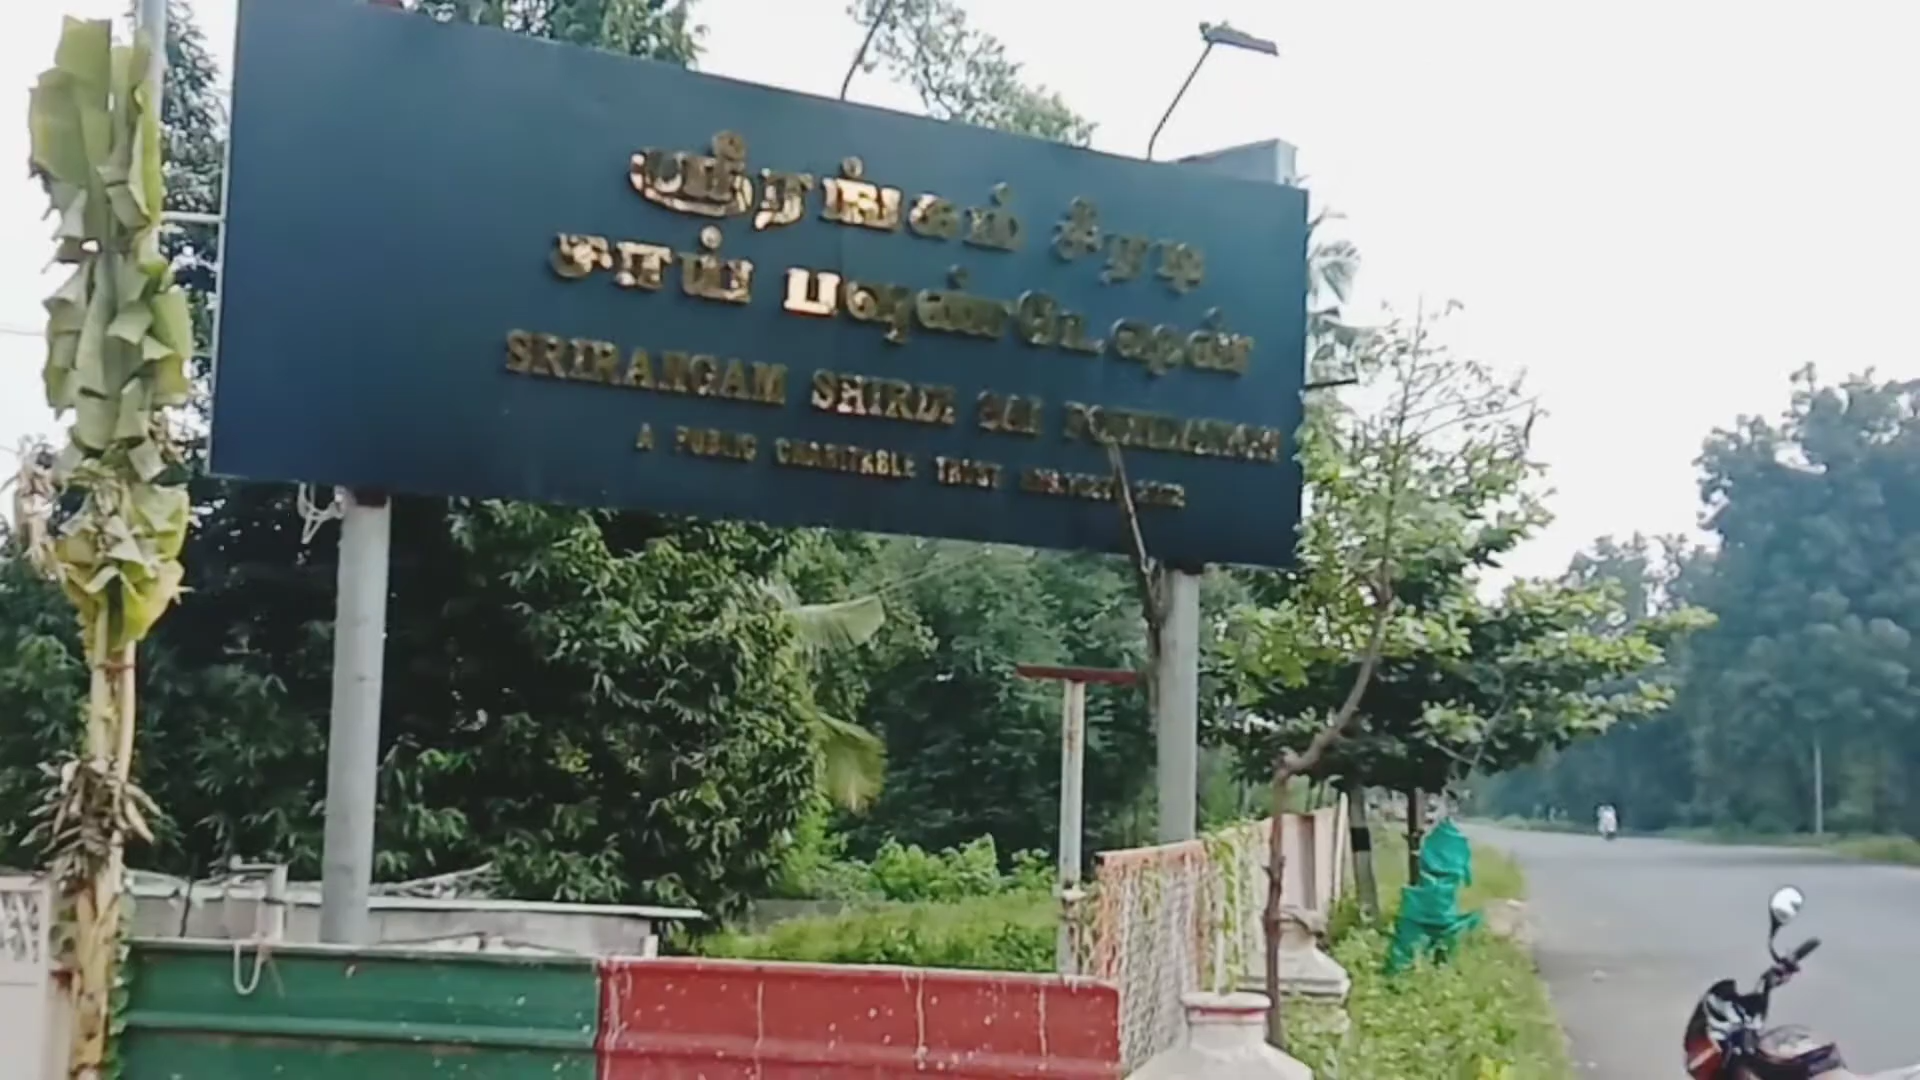 ஸ்ரீரங்கம் சீரடி
சாய் பவுண்டேஷன்
SRIRANGAM SHIRDI SAI FOUNDATION
A PUBLIC CHARITABLE TRUST